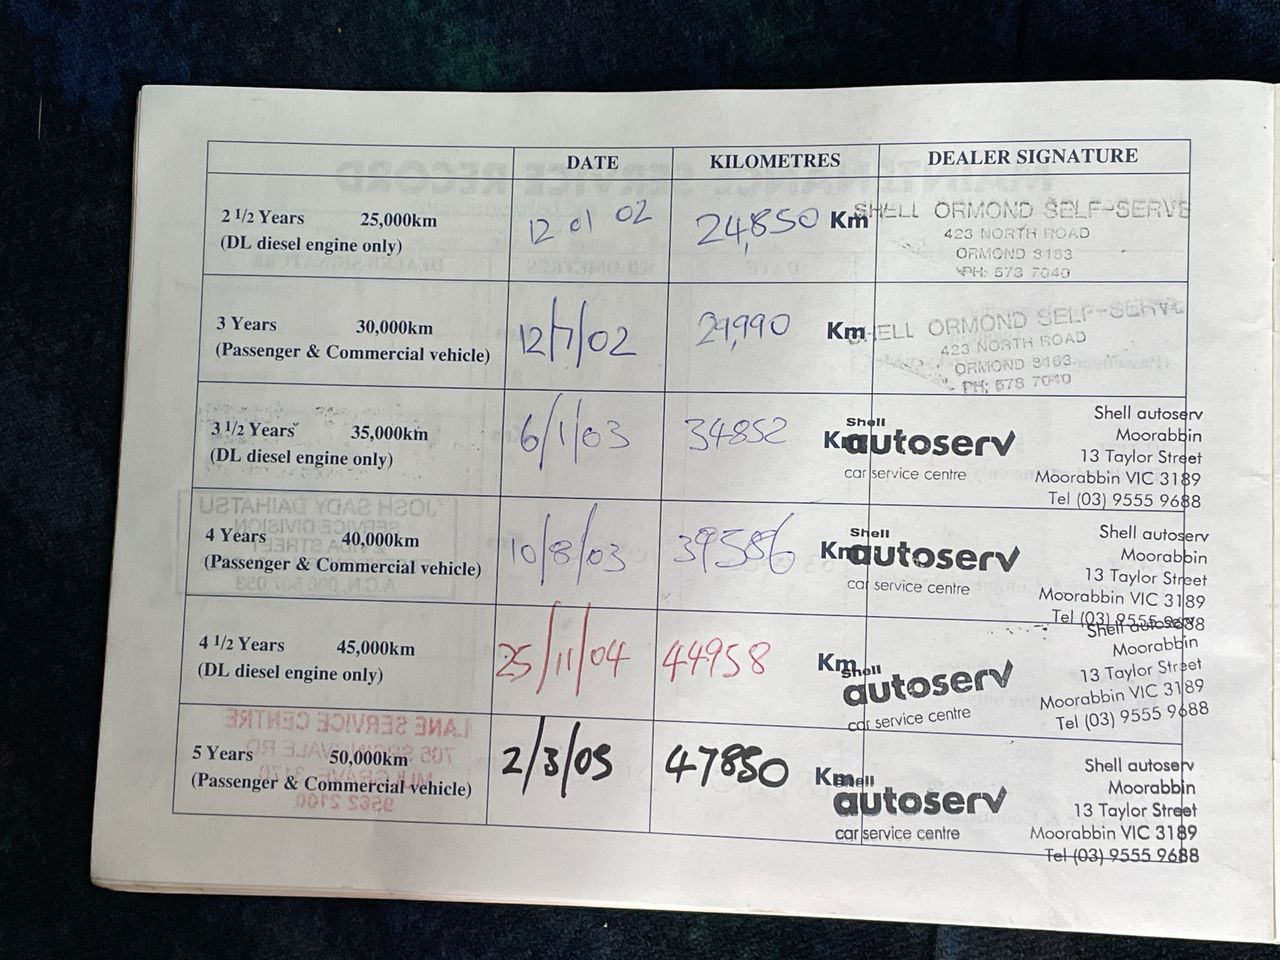 DATE KILOMETRES DEALER SIGNATURE
2 1/2 Years 25,000km
(DL diesel engine only)
12 01 02
24,850 Km
SHELL ORMOND SELF-SERVE
423 NORTH ROAD
ORMOND 3163
PH: 578 7040
3 Years 30,000km
(Passenger & Commercial vehicle)
12/7/02
29,990 Km
SHELL ORMOND SELF-SERVE
423 NORTH ROAD
ORMOND 3163
PH: 578 7040
3 1/2 Years 35,000km
(DL diesel engine only)
6/1/03
34852 Km
Shell
autoserv
car service centre
Shell autoserv
Moorabbin
13 Taylor Street
Moorabbin VIC 3189
Tel (03) 9555 9688
4 Years 40,000km
(Passenger & Commercial vehicle)
10/8/03
39586 Km
Shell
autoserv
car service centre
Shell autoserv
Moorabbin
13 Taylor Street
Moorabbin VIC 3189
Tel (03) 9555 9688
4 1/2 Years 45,000km
(DL diesel engine only)
25/11/04
44958 Km
Shell
autoserv
car service centre
Shell autoserv
Moorabbin
13 Taylor Street
Moorabbin VIC 3189
Tel (03) 9555 9688
5 Years 50,000km
(Passenger & Commercial vehicle)
2/3/05
47850 Km
Shell
autoserv
car service centre
Shell autoserv
Moorabbin
13 Taylor Street
Moorabbin VIC 3189
Tel (03) 9555 9688